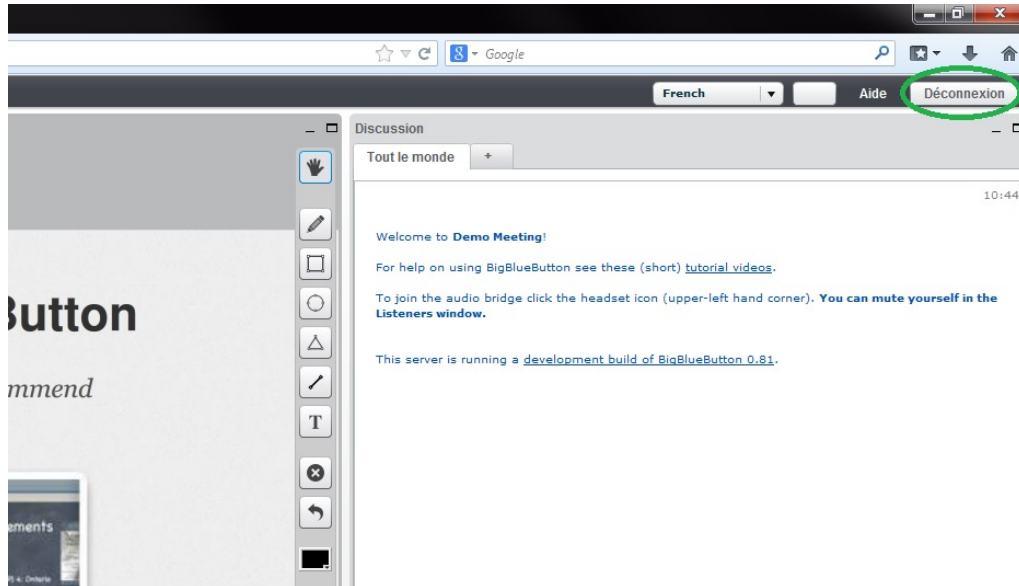 Google
French
Aide
Déconnexion
Discussion
Tout le monde
+
10:44
Welcome to Demo Meeting!
For help on using BigBlueButton see these (short) tutorial videos.
To join the audio bridge click the headset icon (upper-left hand corner). You can mute yourself in the
Listeners window.
This server is running a development build of BigBlueButton 0.81.
Button
ommend
T
ements